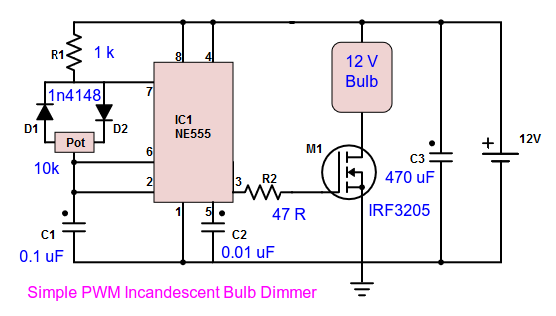 R1
1 k
8
4
12 V
Bulb
1n4148
7
D1
D2
IC1
NE555
Pot
10k
6
M1
C3
12V
+
2
3
R2
470 uF
47 R
IRF3205
1
5
C1
C2
0.1 uF
0.01 uF
Simple PWM Incandescent Bulb Dimmer